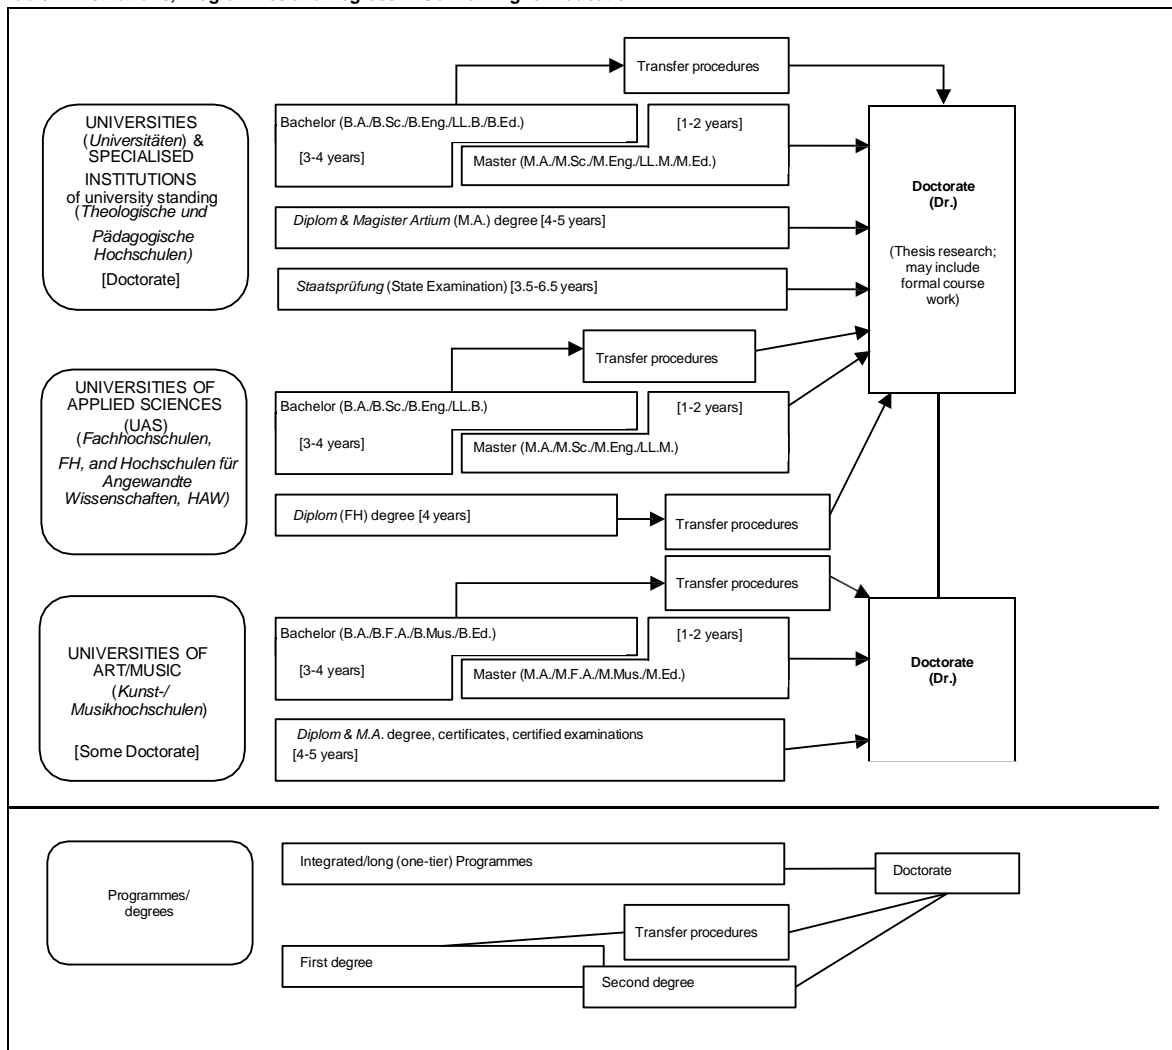 Transfer procedures
UNIVERSITIES
(Universitäten) &
SPECIALISED
INSTITUTIONS
of university standing
(Theologische und
Pädagogische
Hochschulen)
[Doctorate]
Bachelor (B.A./B.Sc./B.Eng./LL.B./B.Ed.)
[3-4 years]
[1-2 years]
Master (M.A./M.Sc./M.Eng./LL.M./M.Ed.)
Diplom & Magister Artium (M.A.) degree [4-5 years]
Staatsprüfung (State Examination) [3.5-6.5 years]
Doctorate
(Dr.)
(Thesis research;
may include
formal course
work)
Transfer procedures
UNIVERSITIES OF
APPLIED SCIENCES
(UAS)
(Fachhochschulen,
FH, and Hochschulen für
Angewandte
Wissenschaften, HAW)
Bachelor (B.A./B.Sc./B.Eng./LL.B.)
[3-4 years]
[1-2 years]
Master (M.A./M.Sc./M.Eng./LL.M.)
Diplom (FH) degree [4 years]
Transfer procedures
Transfer procedures
UNIVERSITIES OF
ART/MUSIC
(Kunst-/
Musikhochschulen)
[Some Doctorate]
Bachelor (B.A./B.F.A./B.Mus./B.Ed.)
[3-4 years]
[1-2 years]
Master (M.A./M.F.A./M.Mus./M.Ed.)
Diplom & M.A. degree, certificates, certified examinations
[4-5 years]
Doctorate
(Dr.)
Programmes/
degrees
Integrated/long (one-tier) Programmes
Doctorate
Transfer procedures
First degree
Second degree